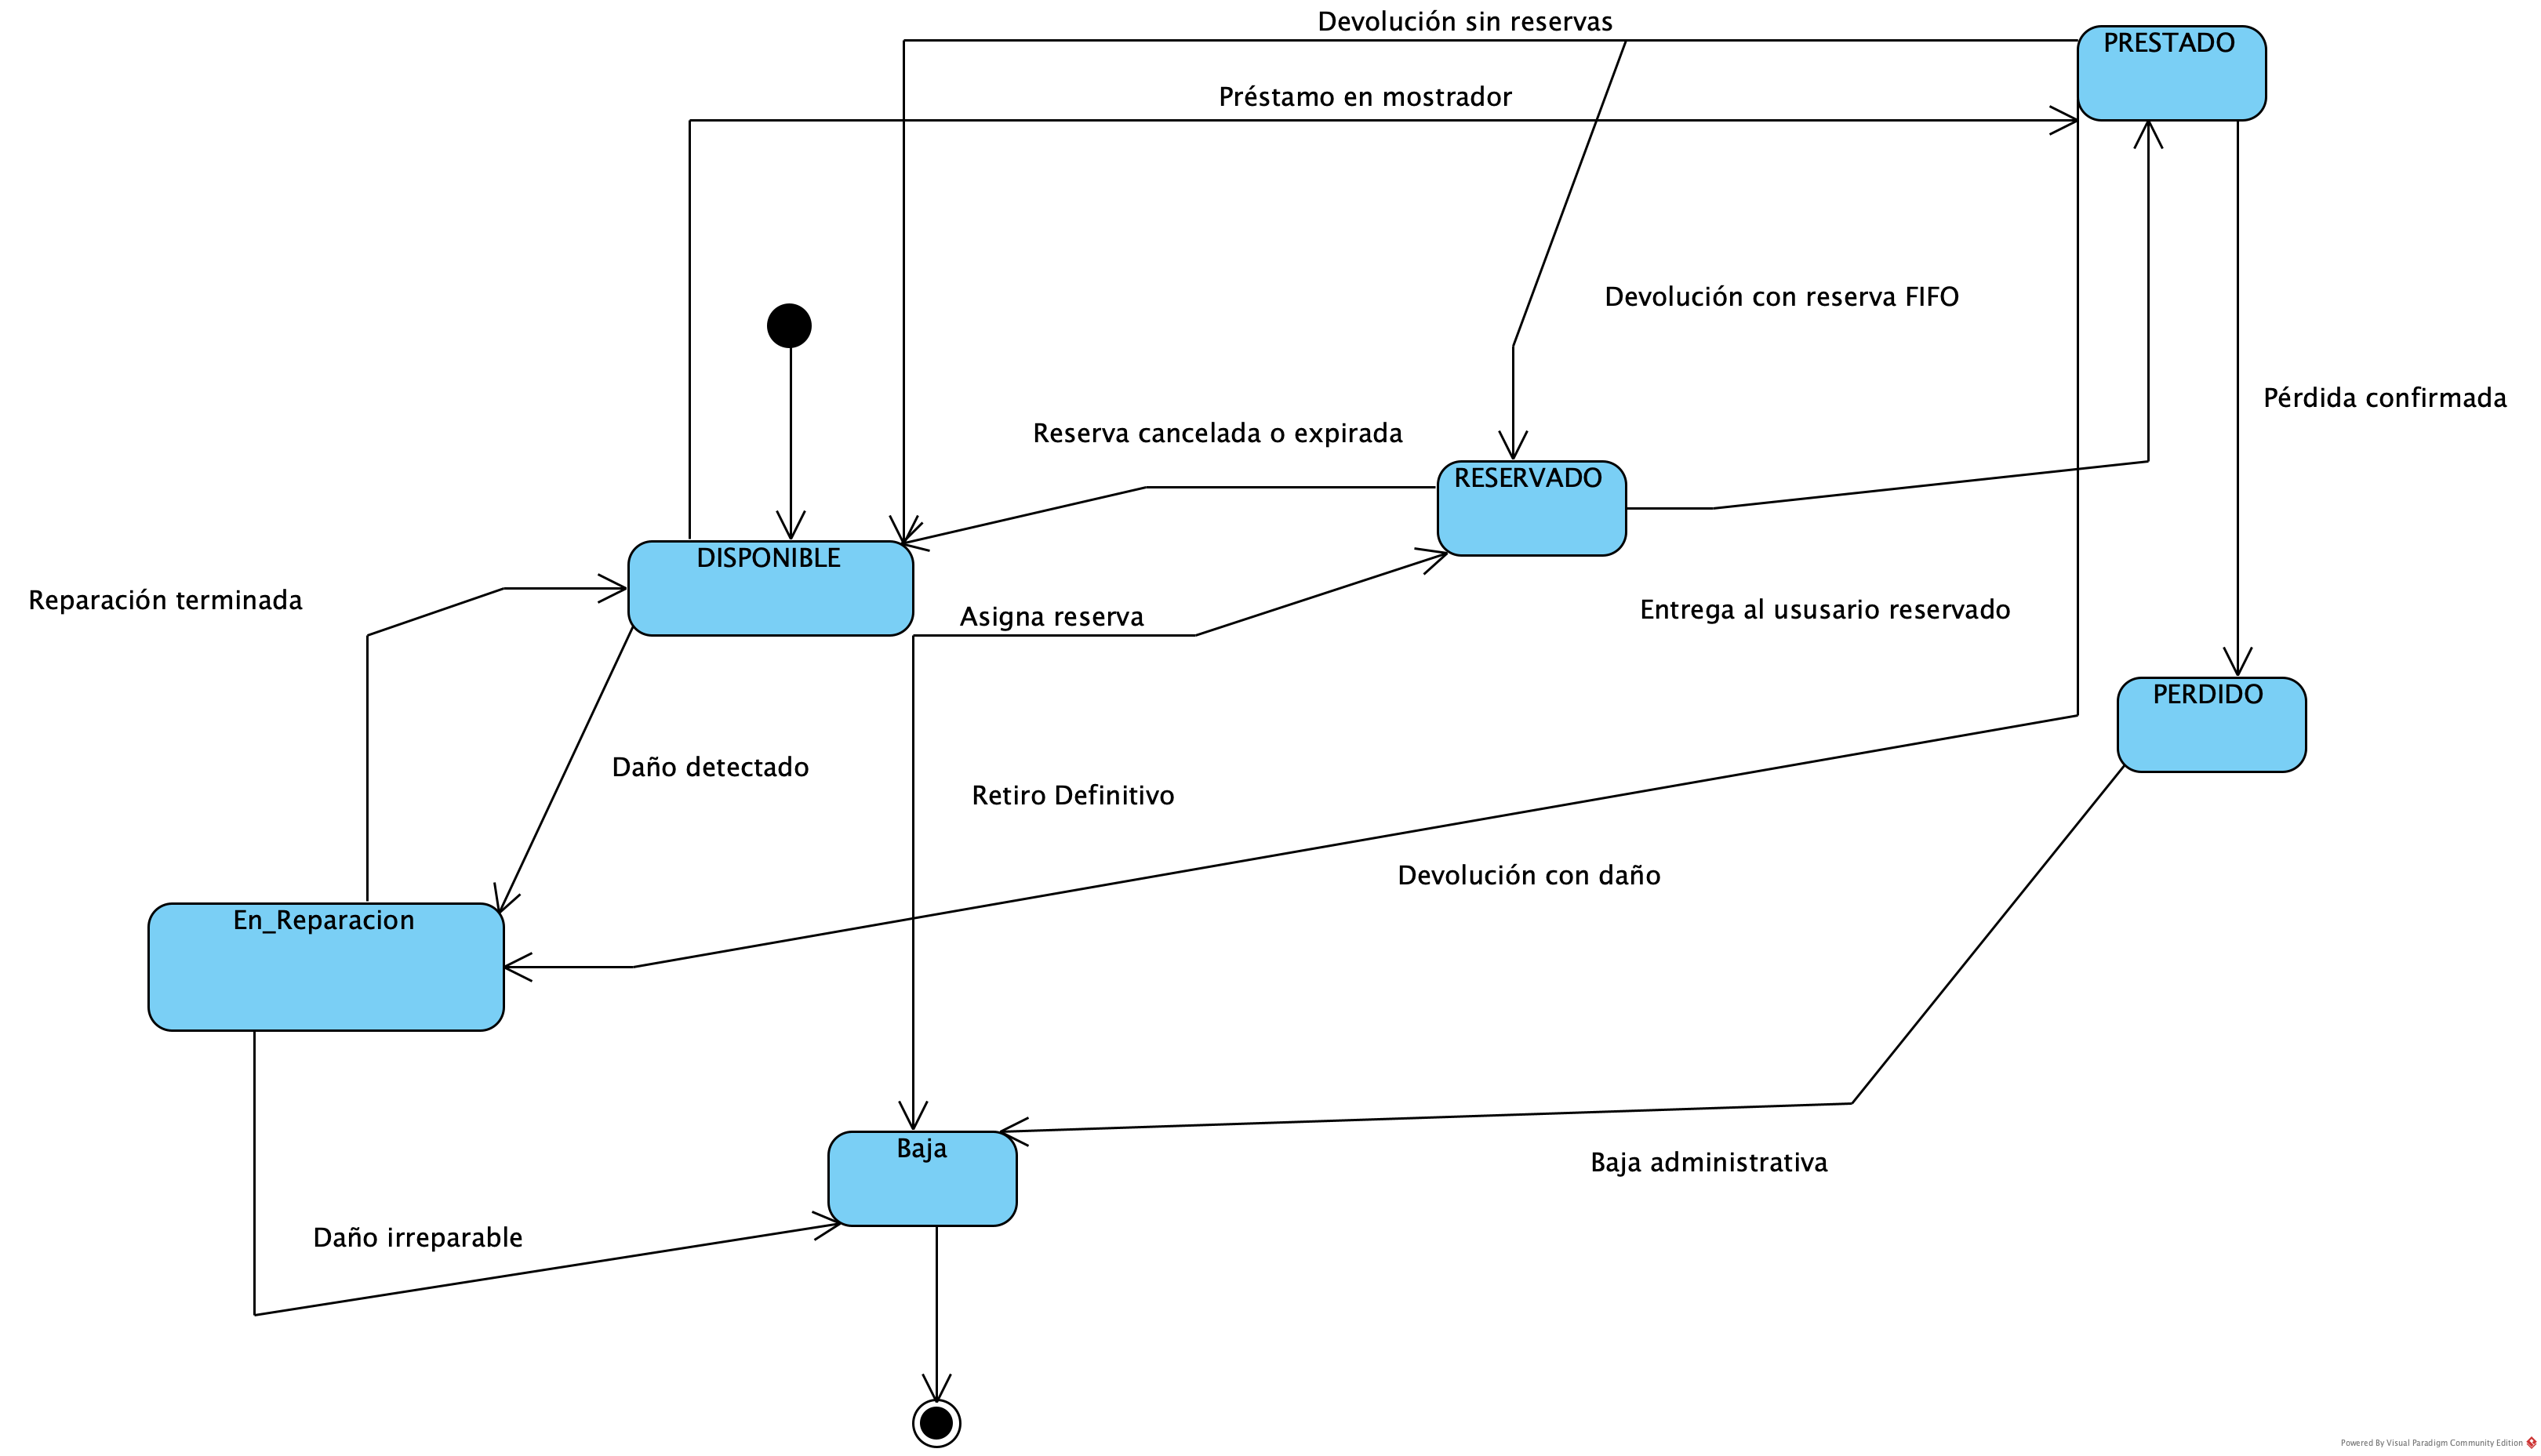 Devolución sin reservas
PRESTADO
Préstamo en mostrador
Devolución con reserva FIFO
Pérdida confirmada
Reserva cancelada o expirada
RESERVADO
DISPONIBLE
Reparación terminada
Asigna reserva
Entrega al ususario reservado
PERDIDO
Daño detectado
Retiro Definitivo
Devolución con daño
En_Reparacion
Baja
Baja administrativa
Daño irreparable
Powered By Visual Paradigm Community Edition